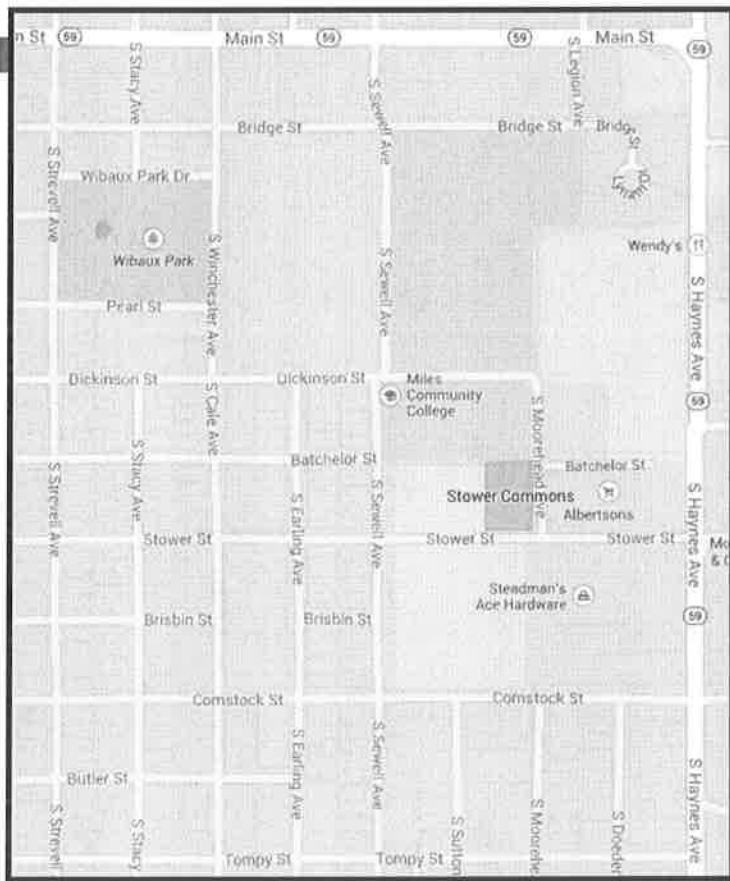 n St
59
Main St
59
59
Main St
59
S Stacy Ave
S Sewell Ave
S Legion Ave
Bridge St
Bridge St
Bridg
St
S Strevell Ave
Wibaux Park Dr
Wibaux Park
S Winchester Ave
Wendy's
S Sewell Ave
S Haynes Ave
Pearl St
Dickinson St
Dickinson St
Miles
Community
College
59
S Cale Ave
S Moorehead Ave
S Stacy Ave
Batchelor St
Batchelor St
S Strevell Ave
S Earling Ave
S Sewell Ave
Stower Commons
Albertsons
S Haynes Ave
Stower St
Stower St
Stower St
Mo
& C
Steadman's
Ace Hardware
59
Brisbin St
Brisbin St
Comstock St
Comstock St
S Earling Ave
S Sewell Ave
S Haynes Ave
Butler St
S Strevell
S Stacy
S Sutton
S Moorehe
S Deeder
Tompy St
Tompy St